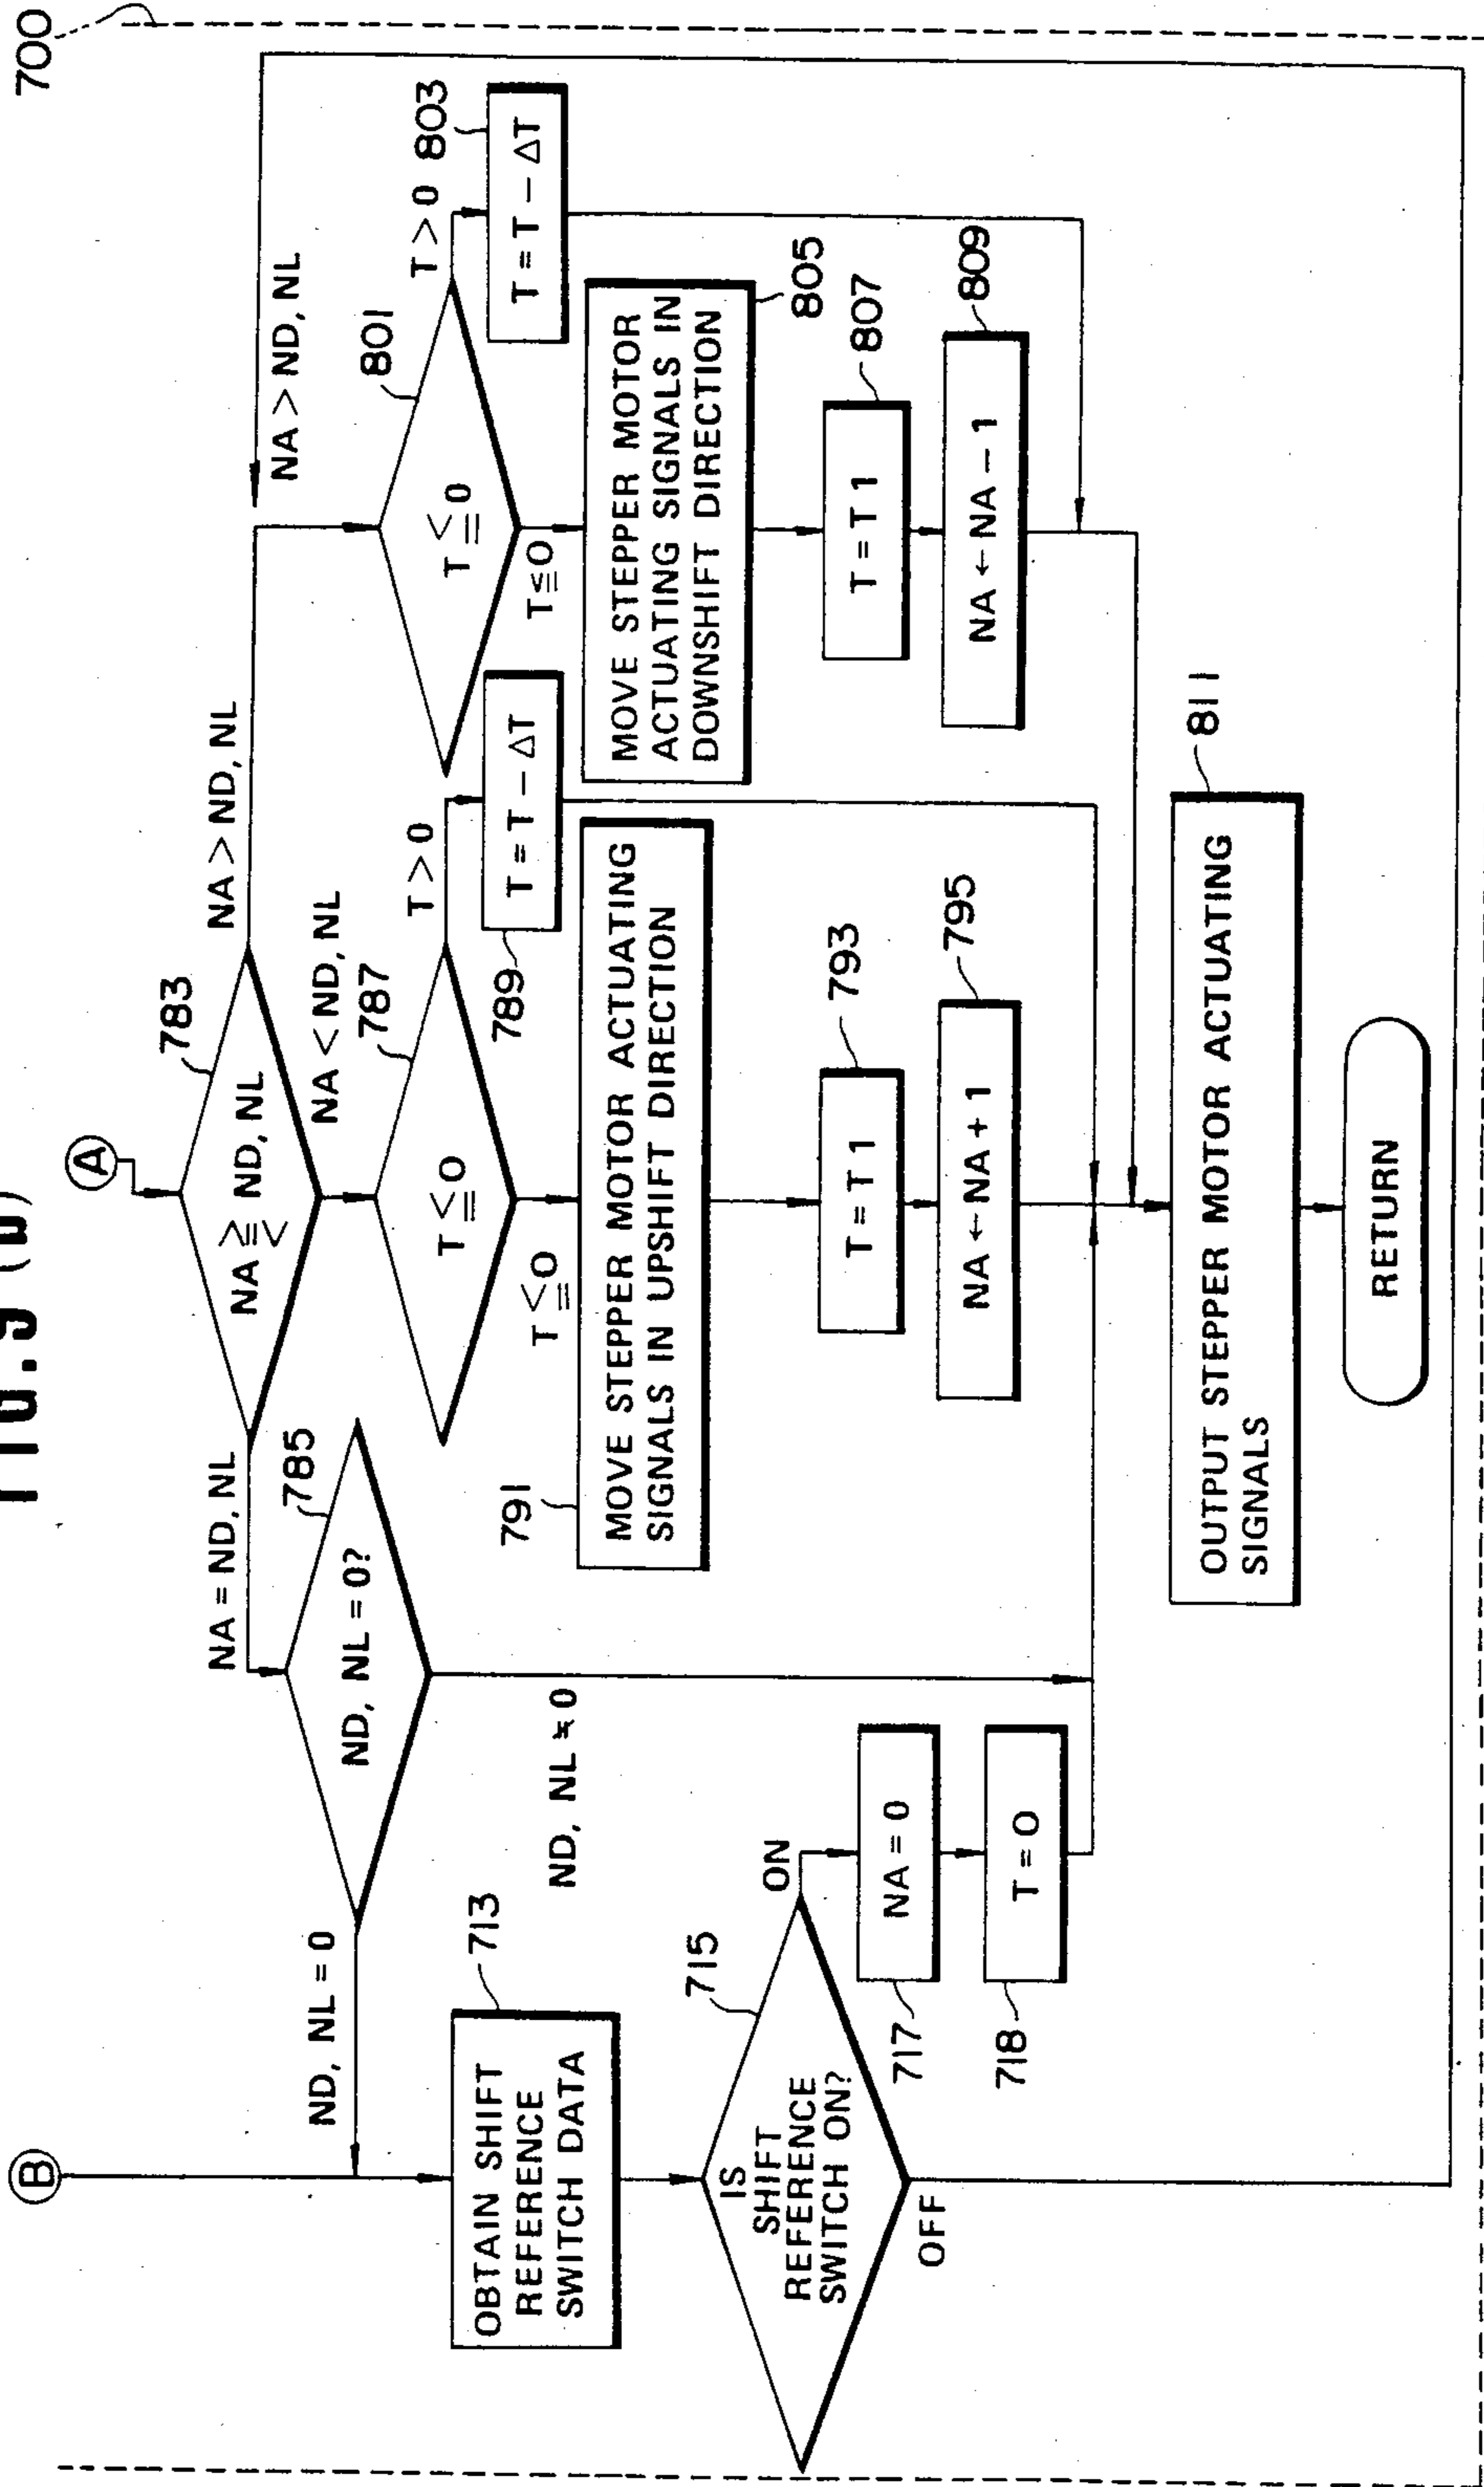 FIG.9 (b)
700
A
B
783
NA ≧< ND, NL
NA = ND, NL
NA < ND, NL
NA > ND, NL
NA > ND, NL
785
ND, NL = 0?
ND, NL = 0
ND, NL ≒ 0
713
OBTAIN SHIFT
REFERENCE
SWITCH DATA
715
IS
SHIFT
REFERENCE
SWITCH ON?
ON
OFF
717
NA = 0
718
T = 0
787
T ≦ 0
T > 0
T ≦ 0
789
T = T − ΔT
791
MOVE STEPPER MOTOR ACTUATING
SIGNALS IN UPSHIFT DIRECTION
793
T = T 1
795
NA ← NA + 1
801
T ≦ 0
T > 0
T ≦ 0
803
T = T − ΔT
805
MOVE STEPPER MOTOR
ACTUATING SIGNALS IN
DOWNSHIFT DIRECTION
807
T = T 1
809
NA ← NA − 1
811
OUTPUT STEPPER MOTOR ACTUATING
SIGNALS
RETURN